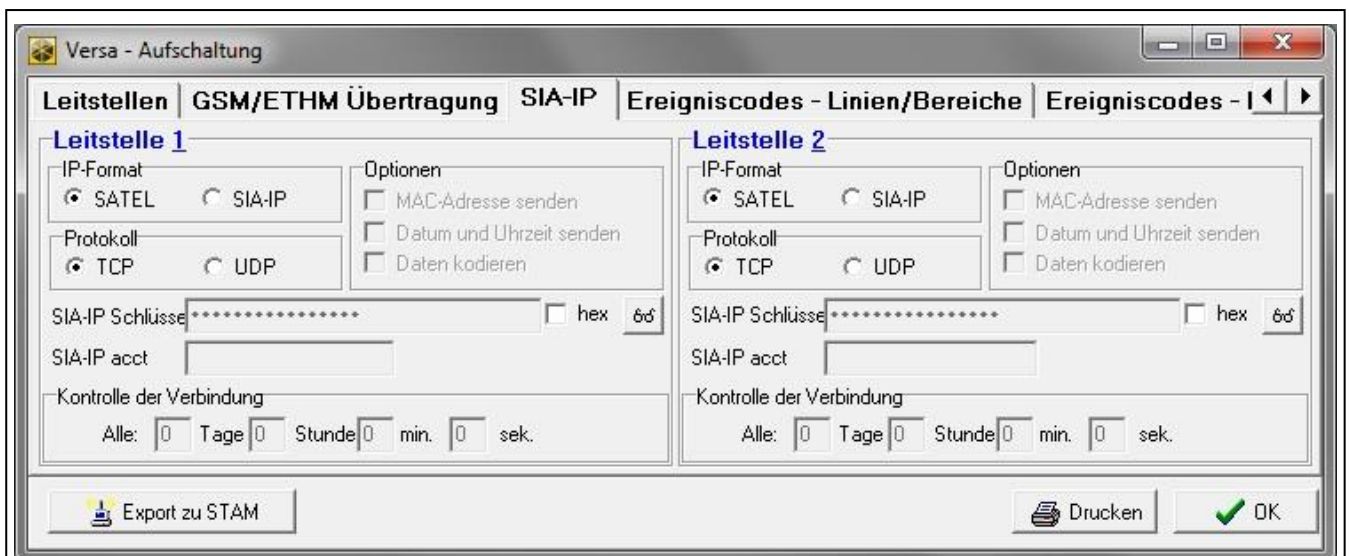 Versa - Aufschaltung
Leitstellen GSM/ETHM Übertragung SIA-IP Ereigniscodes - Linien/Bereiche Ereigniscodes -
Leitstelle 1
IP-Format
SATEL SIA-IP
Protokoll
TCP UDP
Optionen
MAC-Adresse senden
Datum und Uhrzeit senden
Daten kodieren
SIA-IP Schlüsse **************** hex
SIA-IP acct
Kontrolle der Verbindung
Alle: 0 Tage 0 Stunde 0 min. 0 sek.
Leitstelle 2
IP-Format
SATEL SIA-IP
Protokoll
TCP UDP
Optionen
MAC-Adresse senden
Datum und Uhrzeit senden
Daten kodieren
SIA-IP Schlüsse **************** hex
SIA-IP acct
Kontrolle der Verbindung
Alle: 0 Tage 0 Stunde 0 min. 0 sek.
Export zu STAM Drucken OK